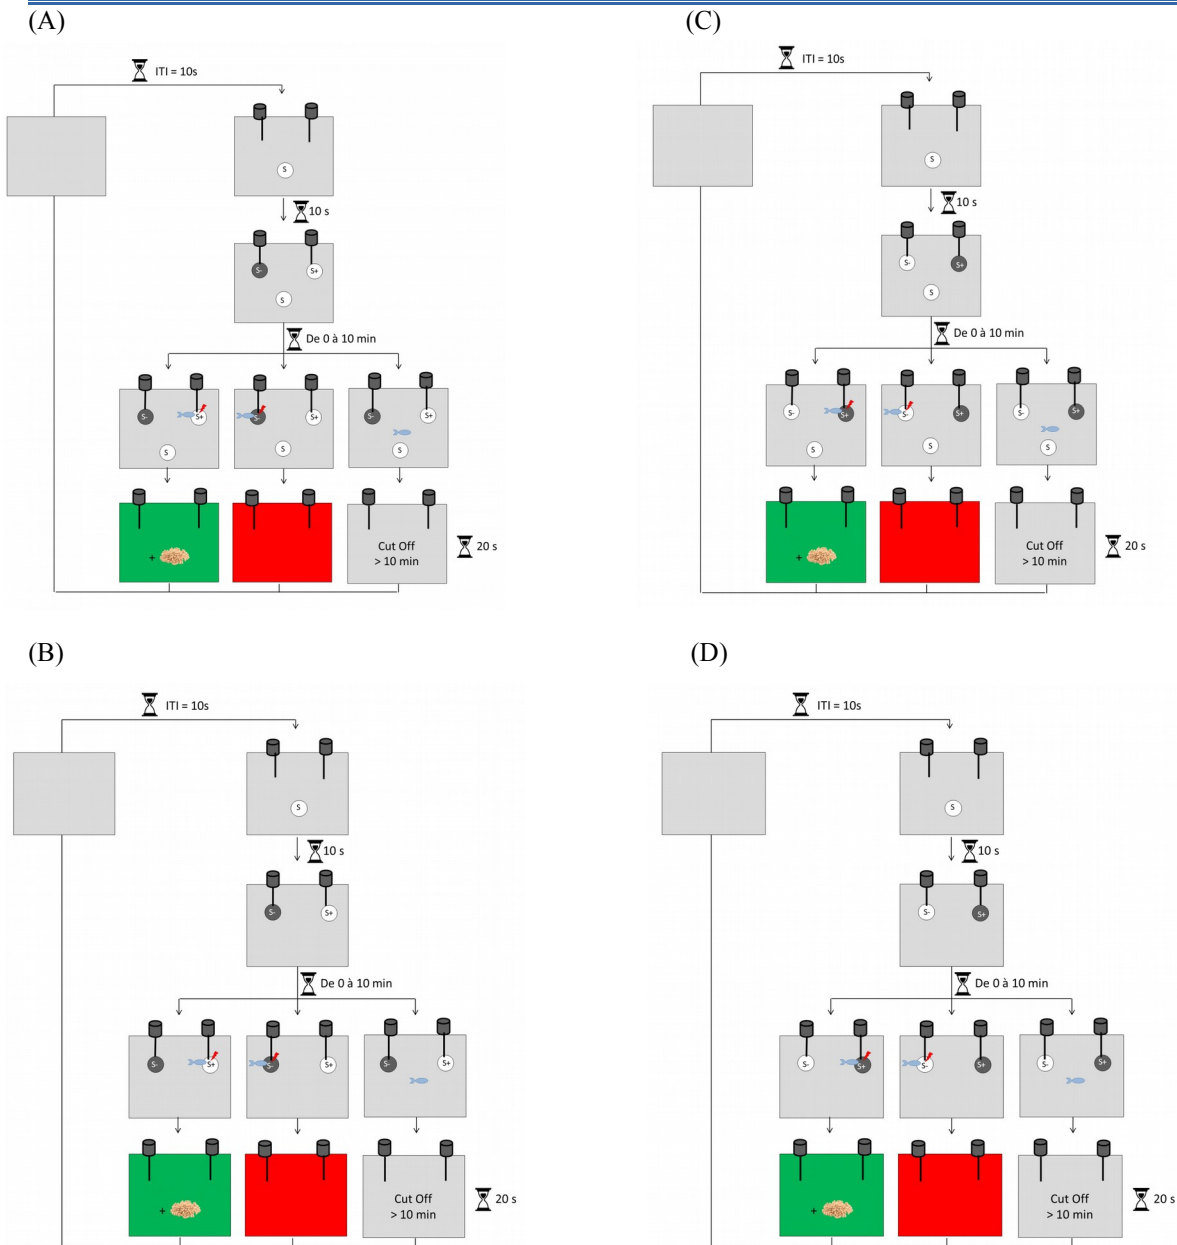 (A)
ITI = 10s
S
10 s
S- S+
S
De 0 à 10 min
S- S+ S- S+ S- S+
S S S
+
Cut Off
> 10 min
20 s
(C)
ITI = 10s
S
10 s
S- S+
S
De 0 à 10 min
S- S+ S- S+ S- S+
S S S
+
Cut Off
> 10 min
20 s
(B)
ITI = 10s
S
10 s
S- S+
De 0 à 10 min
S- S+ S- S+ S- S+
+
Cut Off
> 10 min
20 s
(D)
ITI = 10s
S
10 s
S- S+
De 0 à 10 min
S- S+ S- S+ S- S+
+
Cut Off
> 10 min
20 s